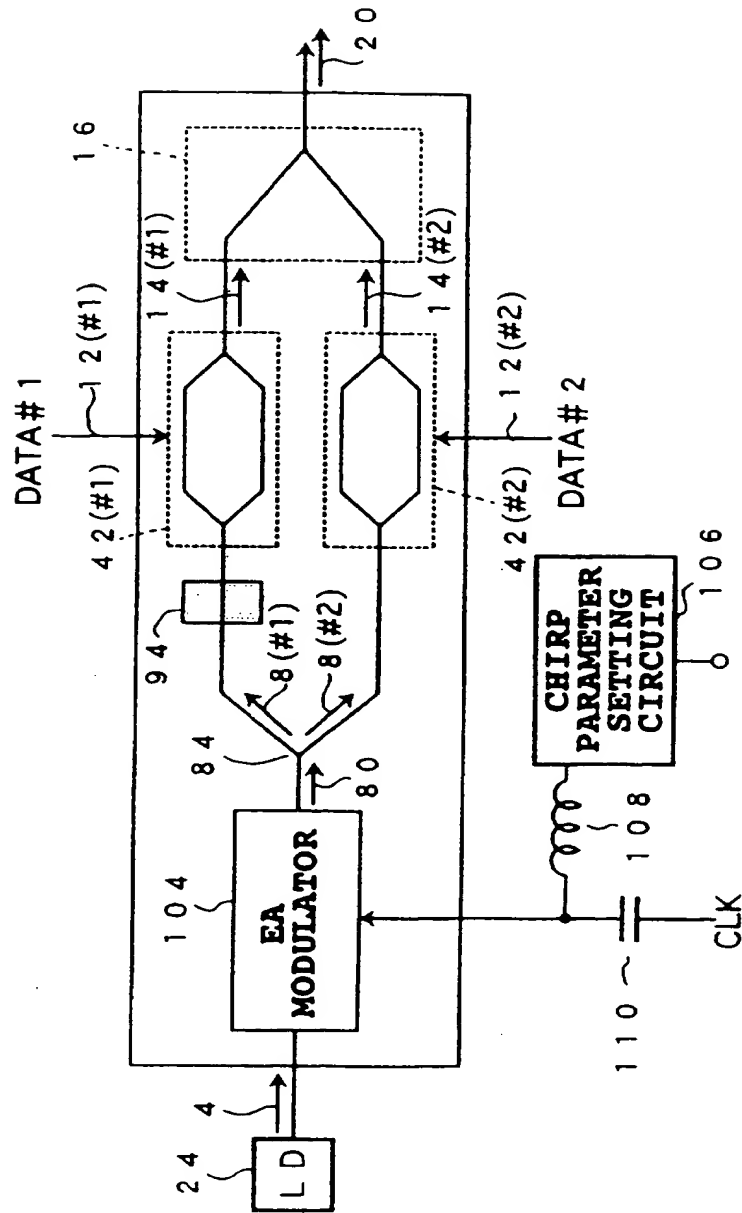 24
LD
4
104
EA
MODULATOR
80
84
8(#1)
8(#2)
94
42(#1)
DATA#1
12(#1)
14(#1)
16
20
14(#2)
12(#2)
DATA#2
42(#2)
CHIRP
PARAMETER
SETTING
CIRCUIT
106
108
110
CLK